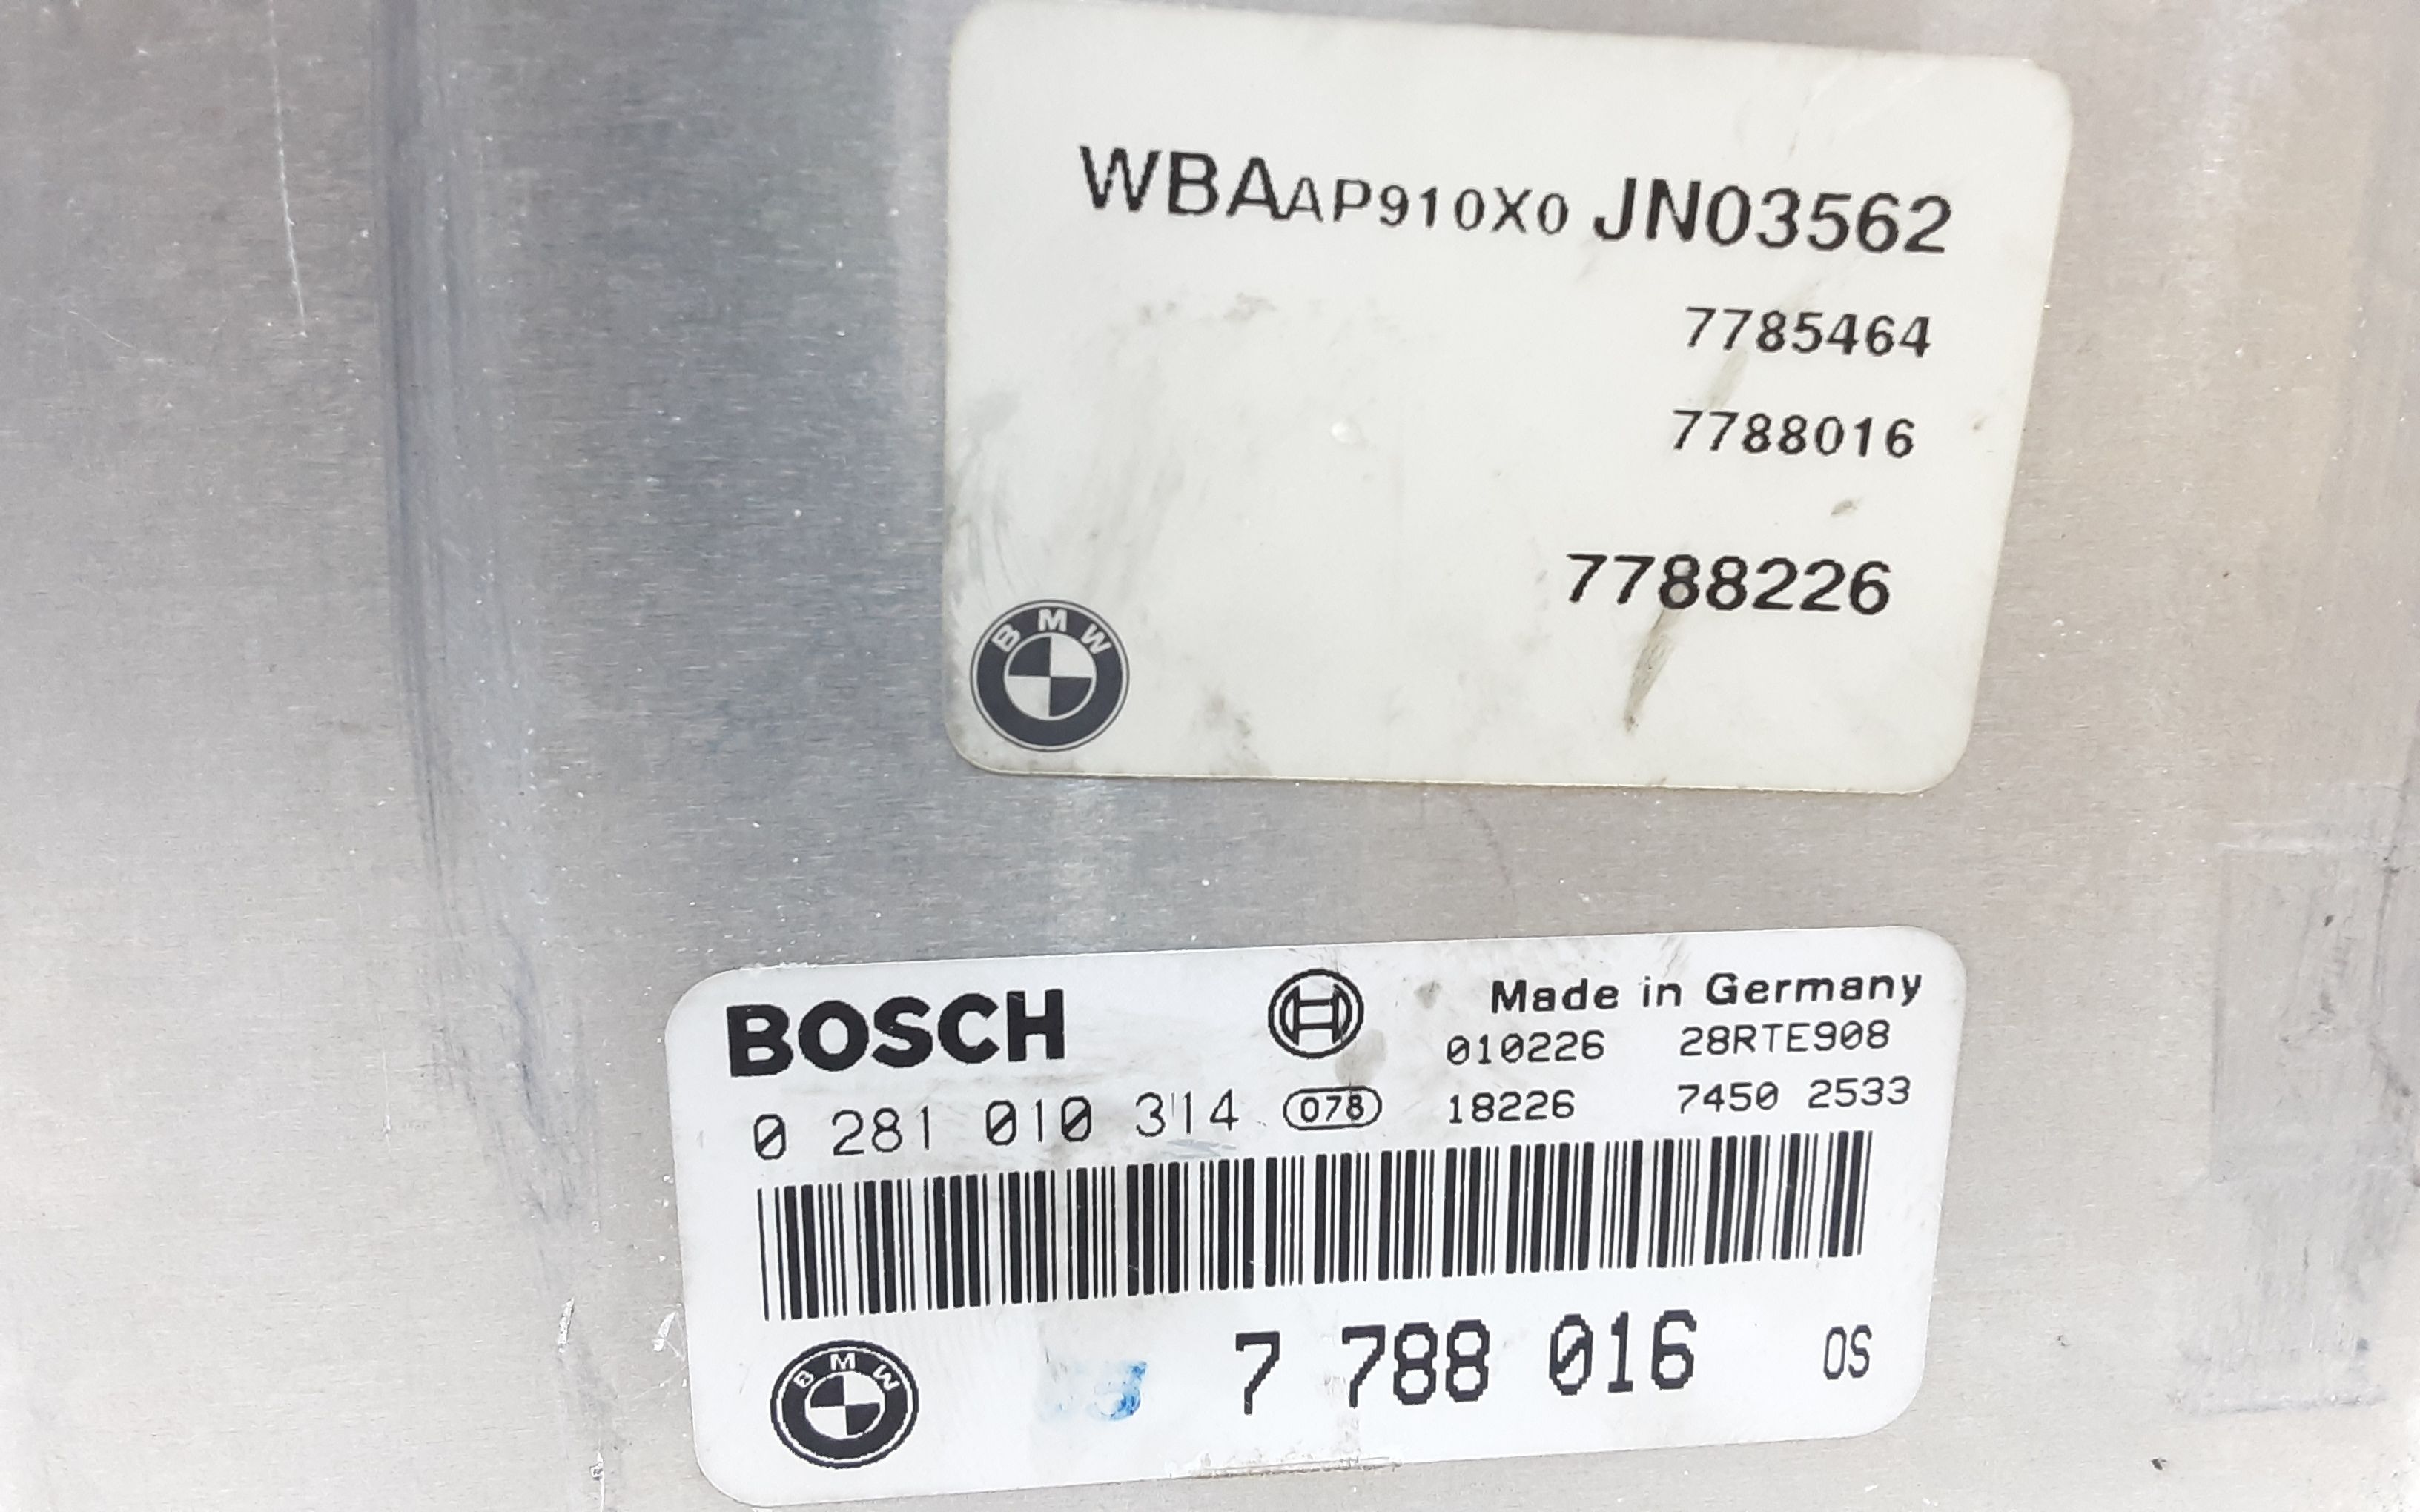 WBAAP910X0 JN03562
7785464
7788016
7788226
BMW
BOSCH
Made in Germany
010226 28RTE908
0 281 010 314 078 18226 7450 2533
BMW
7 788 016 OS